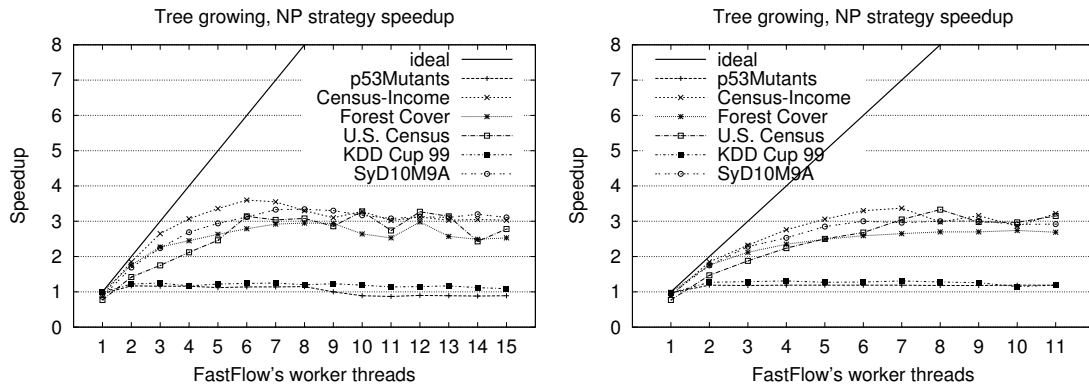 Tree growing, NP strategy speedup
8
7
6
5
4
3
2
1
0
Speedup
ideal
p53Mutants
Census-Income
Forest Cover
U.S. Census
KDD Cup 99
SyD10M9A
1 2 3 4 5 6 7 8 9 10 11 12 13 14 15
FastFlow's worker threads
Tree growing, NP strategy speedup
8
7
6
5
4
3
2
1
0
Speedup
ideal
p53Mutants
Census-Income
Forest Cover
U.S. Census
KDD Cup 99
SyD10M9A
1 2 3 4 5 6 7 8 9 10 11
FastFlow's worker threads